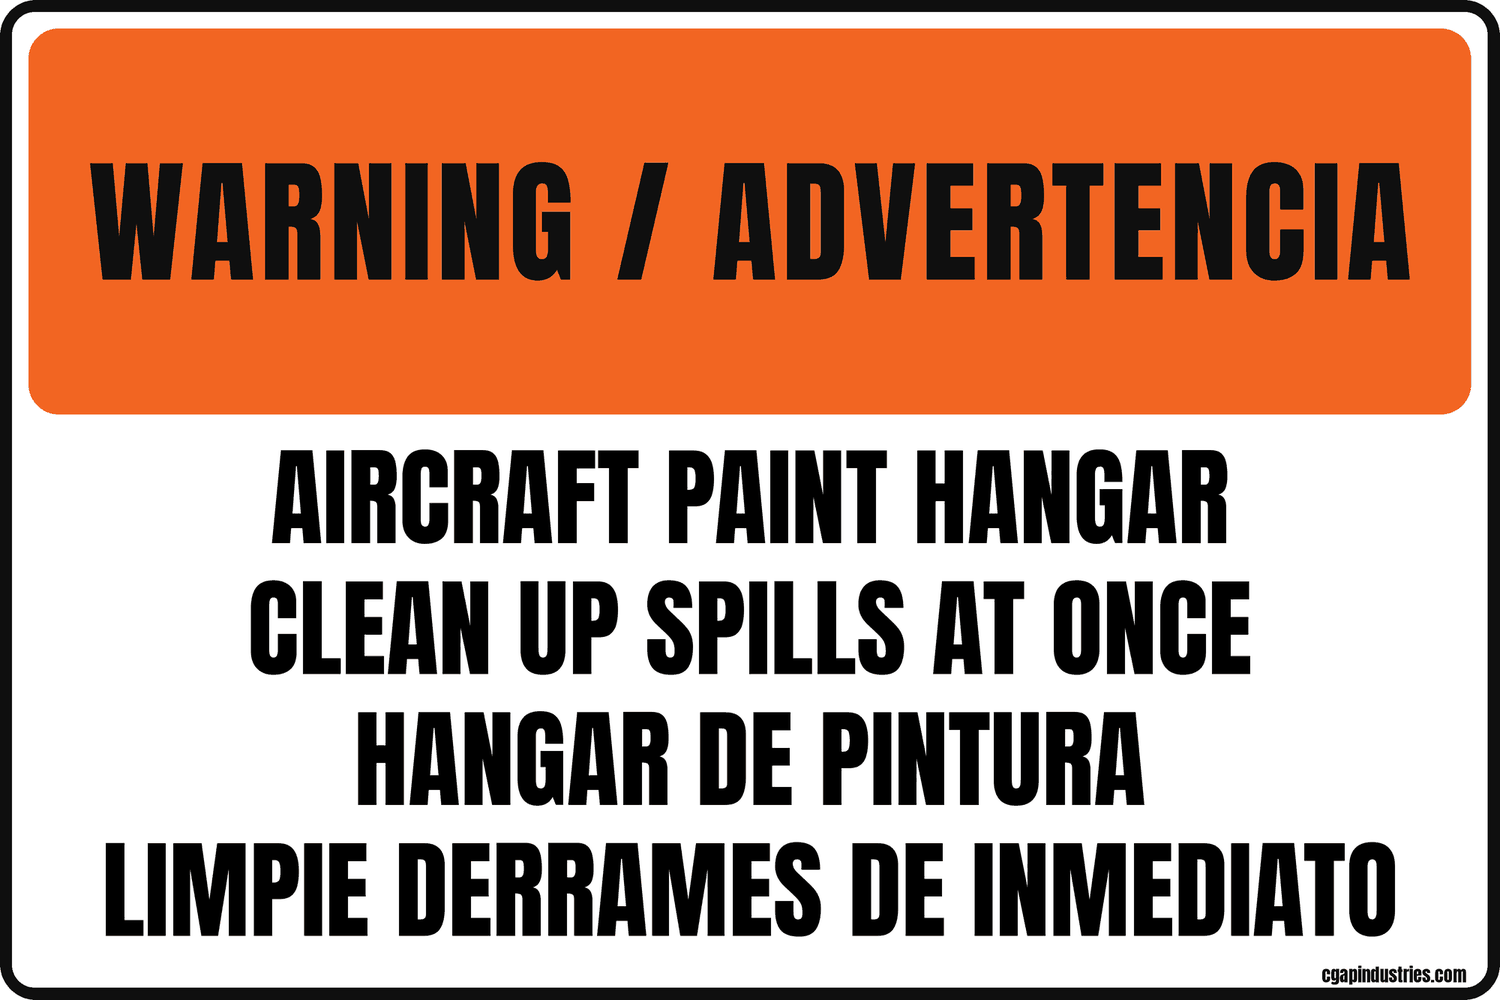 WARNING / ADVERTENCIA
AIRCRAFT PAINT HANGAR
CLEAN UP SPILLS AT ONCE
HANGAR DE PINTURA
LIMPIE DERRAMES DE INMEDIATO
cgapindustries.com